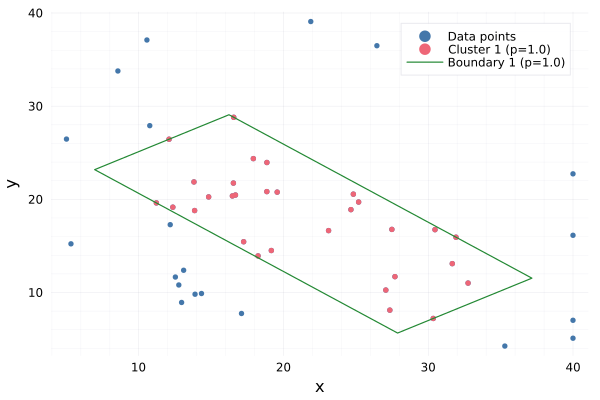 40
Data points
Cluster 1 (p=1.0)
Boundary 1 (p=1.0)
30
y
20
10
10 20 30 40
x